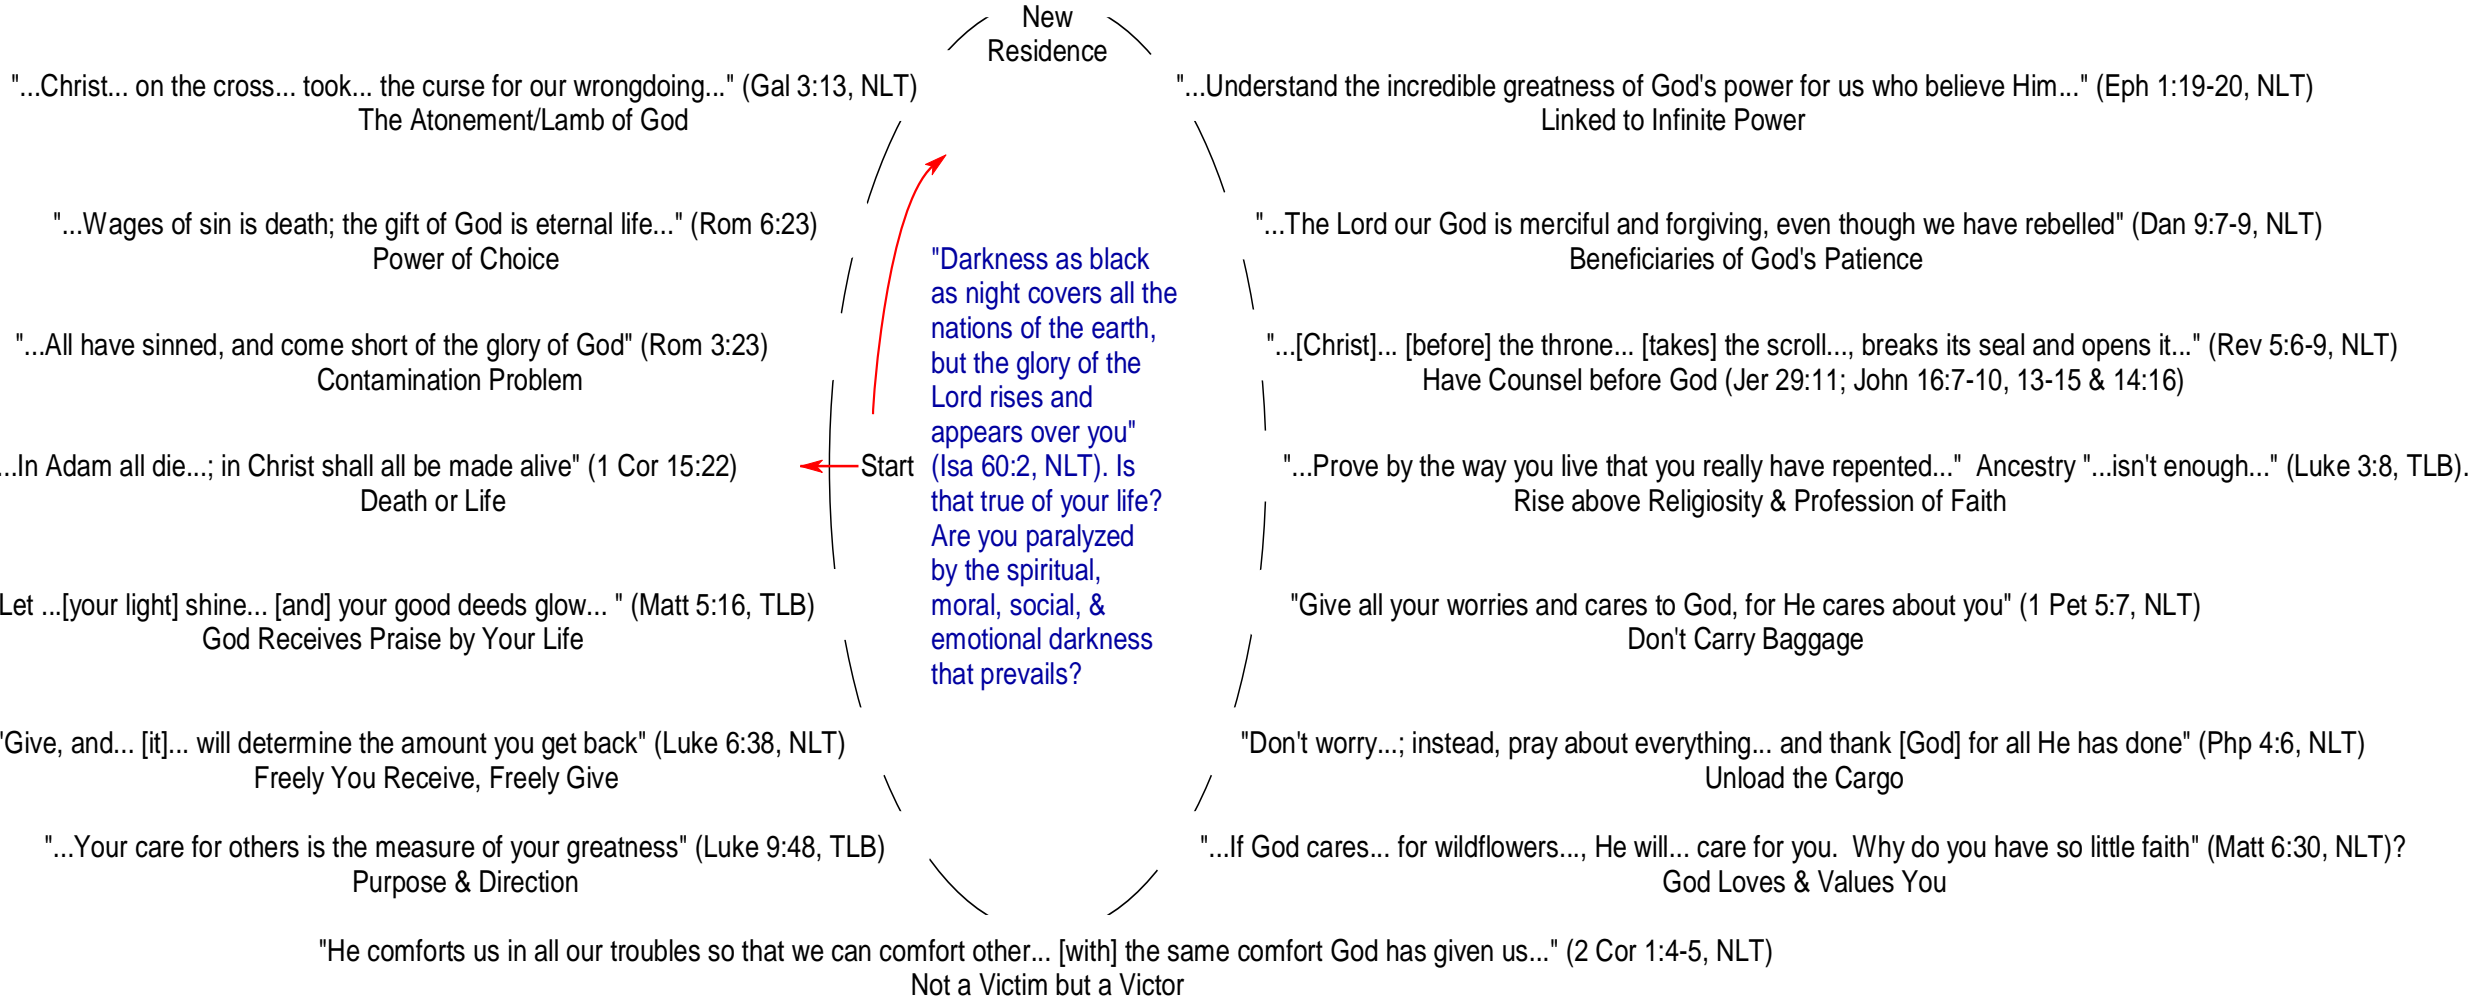 New
Residence
"...Christ... on the cross... took... the curse for our wrongdoing..." (Gal 3:13, NLT)
The Atonement/Lamb of God
"...Understand the incredible greatness of God's power for us who believe Him..." (Eph 1:19-20, NLT)
Linked to Infinite Power
"...Wages of sin is death; the gift of God is eternal life..." (Rom 6:23)
Power of Choice
"...The Lord our God is merciful and forgiving, even though we have rebelled" (Dan 9:7-9, NLT)
Beneficiaries of God's Patience
"...All have sinned, and come short of the glory of God" (Rom 3:23)
Contamination Problem
"...[Christ]... [before] the throne... [takes] the scroll..., breaks its seal and opens it..." (Rev 5:6-9, NLT)
Have Counsel before God (Jer 29:11; John 16:7-10, 13-15 & 14:16)
...In Adam all die...; in Christ shall all be made alive" (1 Cor 15:22)
Death or Life
Start
"Darkness as black
as night covers all the
nations of the earth,
but the glory of the
Lord rises and
appears over you"
(Isa 60:2, NLT). Is
that true of your life?
Are you paralyzed
by the spiritual,
moral, social, &
emotional darkness
that prevails?
"...Prove by the way you live that you really have repented..."  Ancestry "...isn't enough..." (Luke 3:8, TLB).
Rise above Religiosity & Profession of Faith
Let ...[your light] shine... [and] your good deeds glow... " (Matt 5:16, TLB)
God Receives Praise by Your Life
"Give all your worries and cares to God, for He cares about you" (1 Pet 5:7, NLT)
Don't Carry Baggage
"Give, and... [it]... will determine the amount you get back" (Luke 6:38, NLT)
Freely You Receive, Freely Give
"Don't worry...; instead, pray about everything... and thank [God] for all He has done" (Php 4:6, NLT)
Unload the Cargo
"...Your care for others is the measure of your greatness" (Luke 9:48, TLB)
Purpose & Direction
"...If God cares... for wildflowers..., He will... care for you.  Why do you have so little faith" (Matt 6:30, NLT)?
God Loves & Values You
"He comforts us in all our troubles so that we can comfort other... [with] the same comfort God has given us..." (2 Cor 1:4-5, NLT)
Not a Victim but a Victor